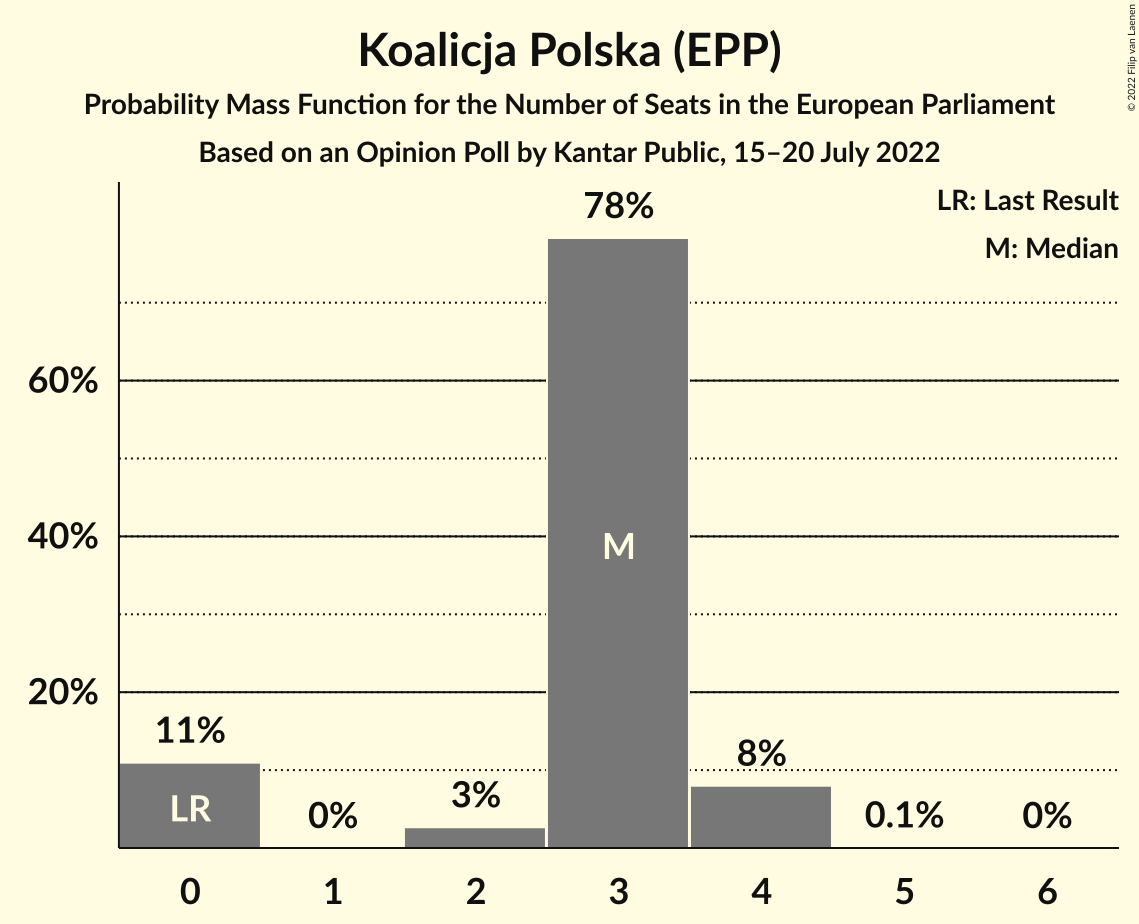 Koalicja Polska (EPP)
Probability Mass Function for the Number of Seats in the European Parliament
Based on an Opinion Poll by Kantar Public, 15–20 July 2022
© 2022 Filip van Laenen
LR: Last Result
M: Median
78%
60%
40%
M
20%
11%
8%
3%
LR
0%
0.1%
0%
0 1 2 3 4 5 6